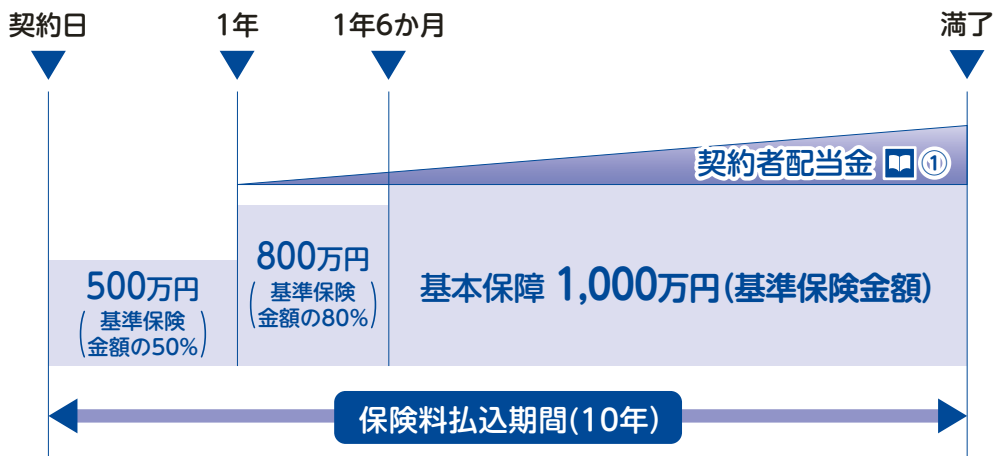 契約日
1年
1年6か月
満了
契約者配当金 ①
500万円
(基準保険
金額の50%)
800万円
(基準保険
金額の80%)
基本保障 1,000万円(基準保険金額)
保険料払込期間(10年)